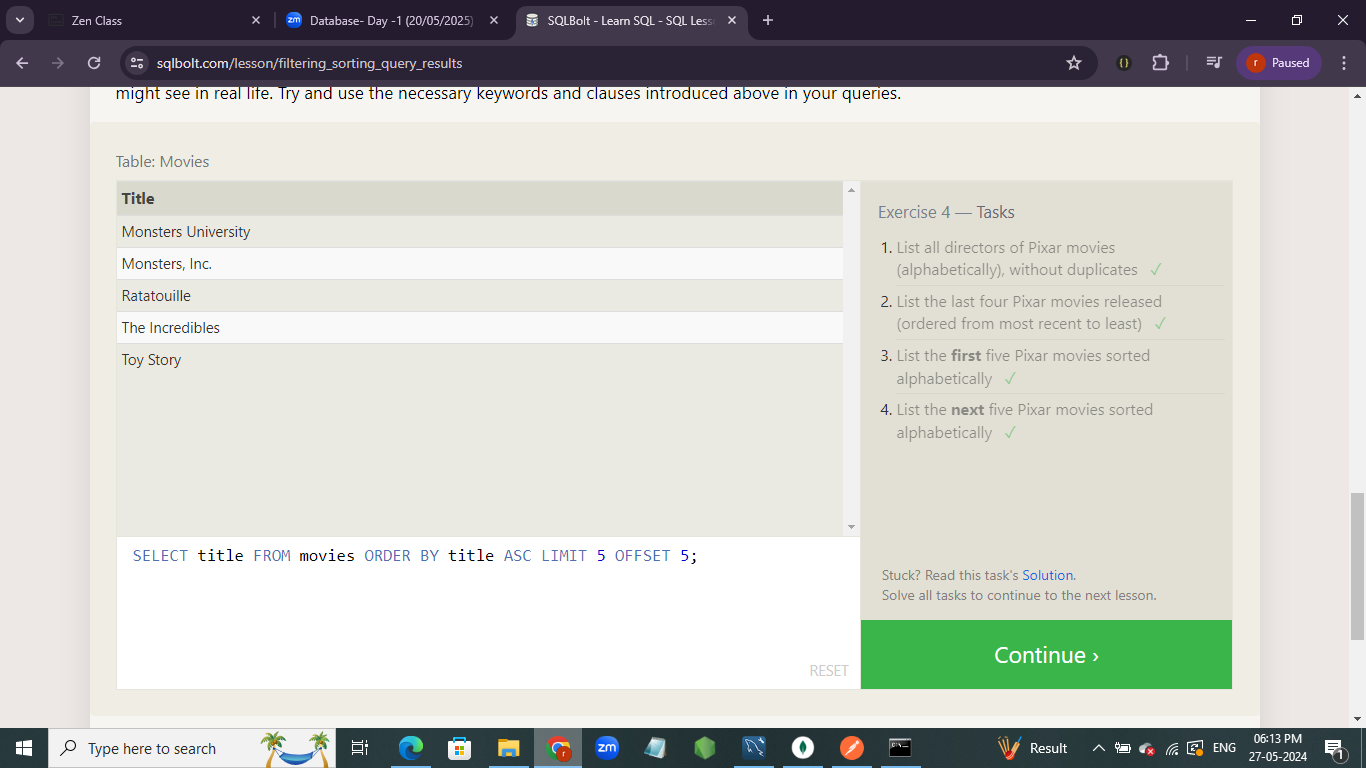 Zen Class
zm
Database- Day -1 (20/05/2025)
SQLBolt - Learn SQL - SQL Less
sqlbolt.com/lesson/filtering_sorting_query_results
r
Paused
might see in real life. Try and use the necessary keywords and clauses introduced above in your queries.
Table: Movies
Title
Monsters University
Monsters, Inc.
Ratatouille
The Incredibles
Toy Story
SELECT title FROM movies ORDER BY title ASC LIMIT 5 OFFSET 5;
RESET
Exercise 4 — Tasks
1. List all directors of Pixar movies
(alphabetically), without duplicates ✓
2. List the last four Pixar movies released
(ordered from most recent to least) ✓
3. List the first five Pixar movies sorted
alphabetically ✓
4. List the next five Pixar movies sorted
alphabetically ✓
Stuck? Read this task's Solution.
Solve all tasks to continue to the next lesson.
Continue ›
Type here to search
r
zm
Result
ENG
06:13 PM
27-05-2024
1